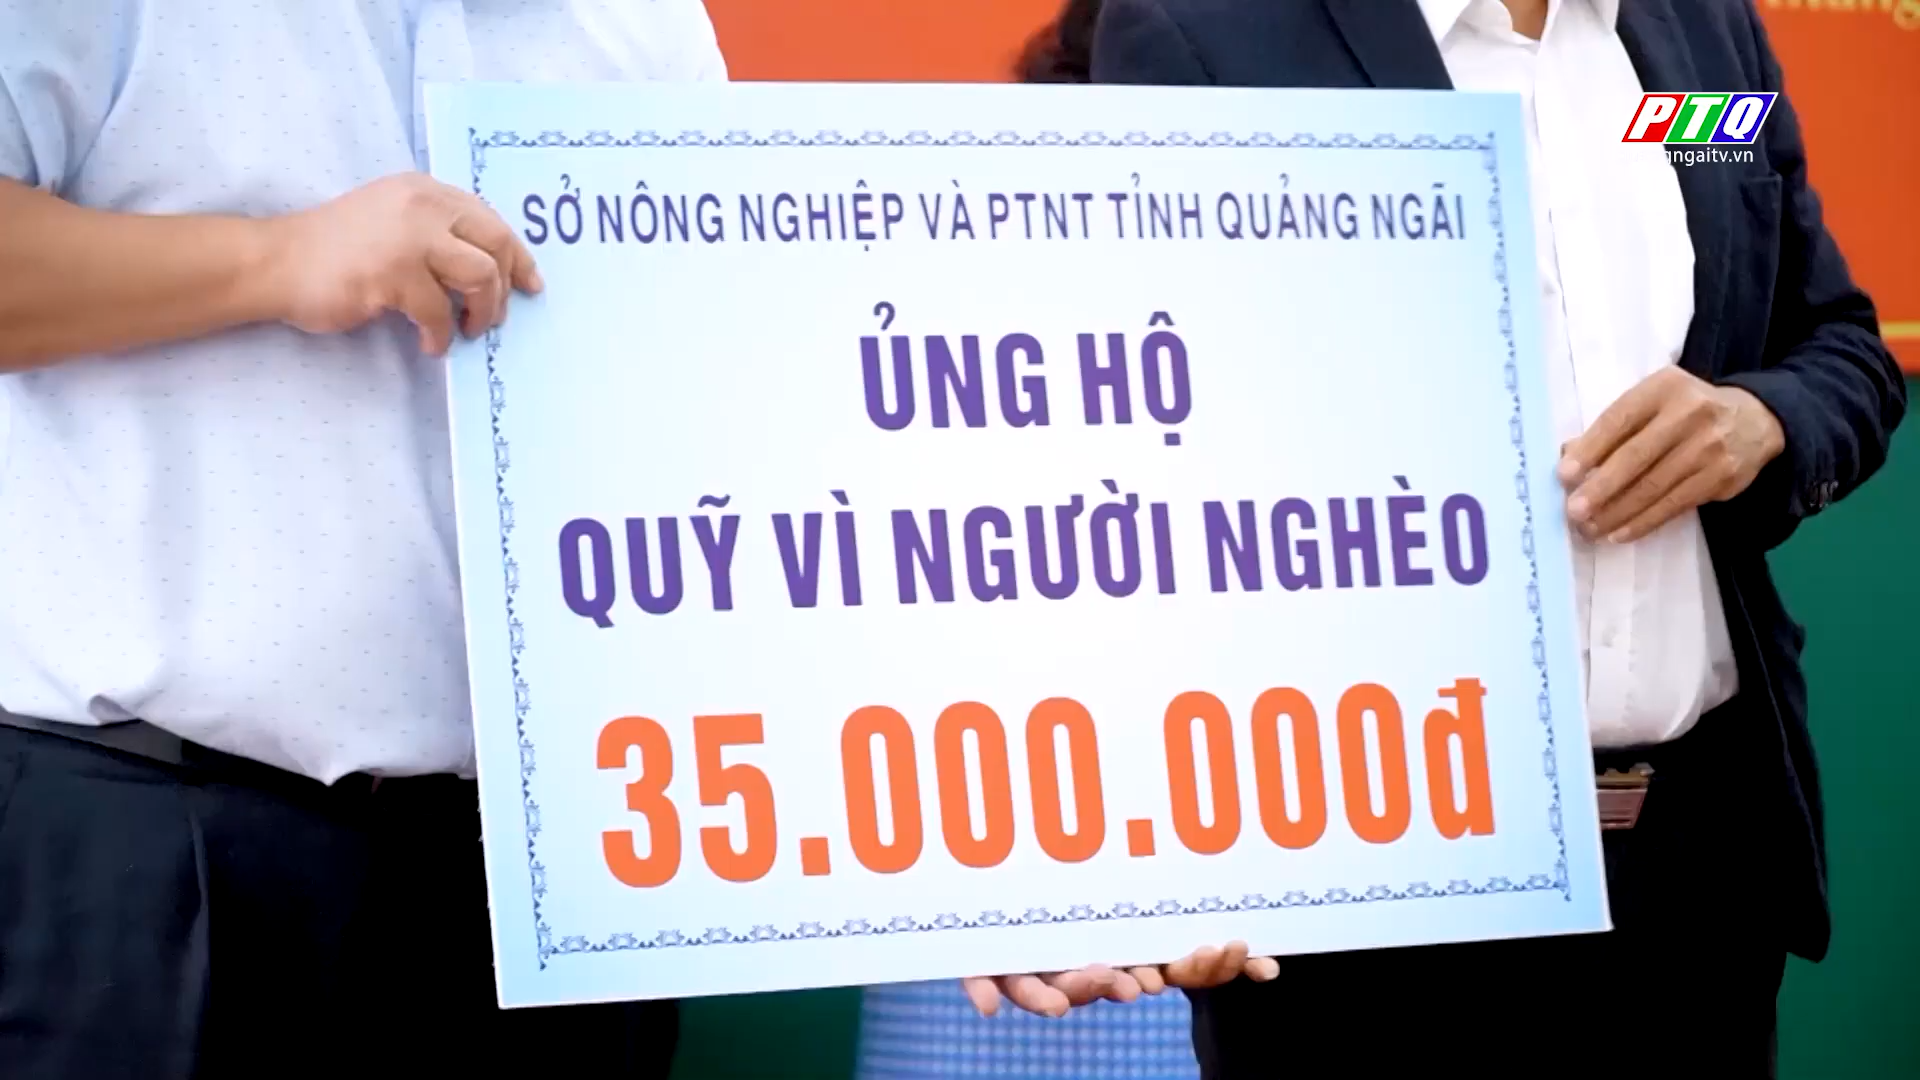 PTQ
SỞ NÔNG NGHIỆP VÀ PTNT TỈNH QUẢNG NGÃI
ỦNG HỘ
QUỸ VÌ NGƯỜI NGHÈO
35.000.000đ